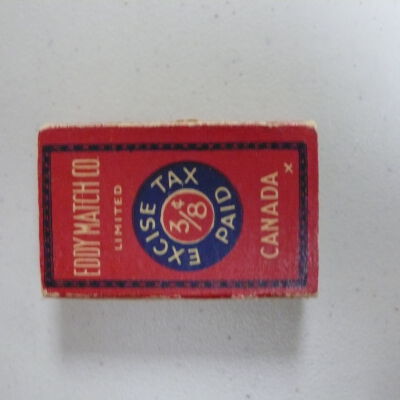 EDDY MATCH CO.
LIMITED
EXCISE TAX PAID
3/8¢
CANADA
x